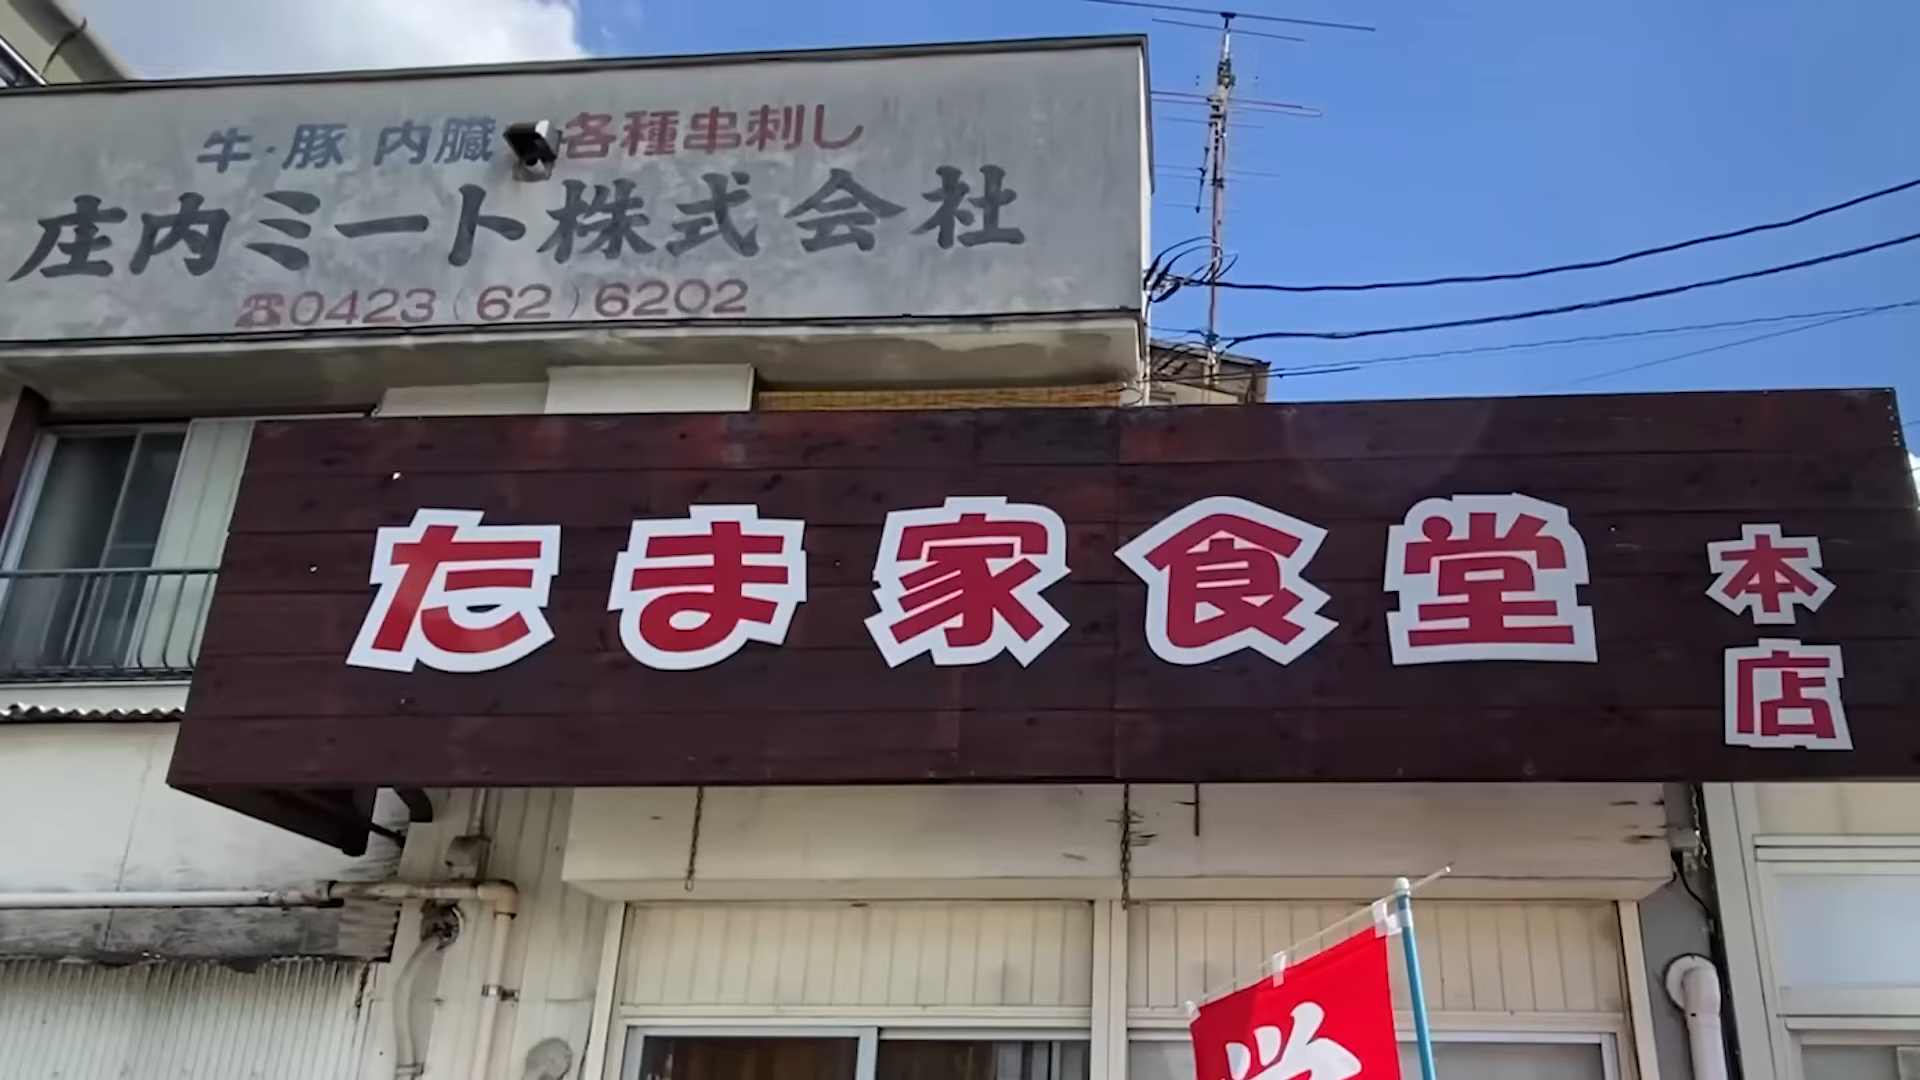 牛・豚 内臓 各種串刺し
庄内ミート株式会社
☎0423(62)6202
たま家食堂
本店